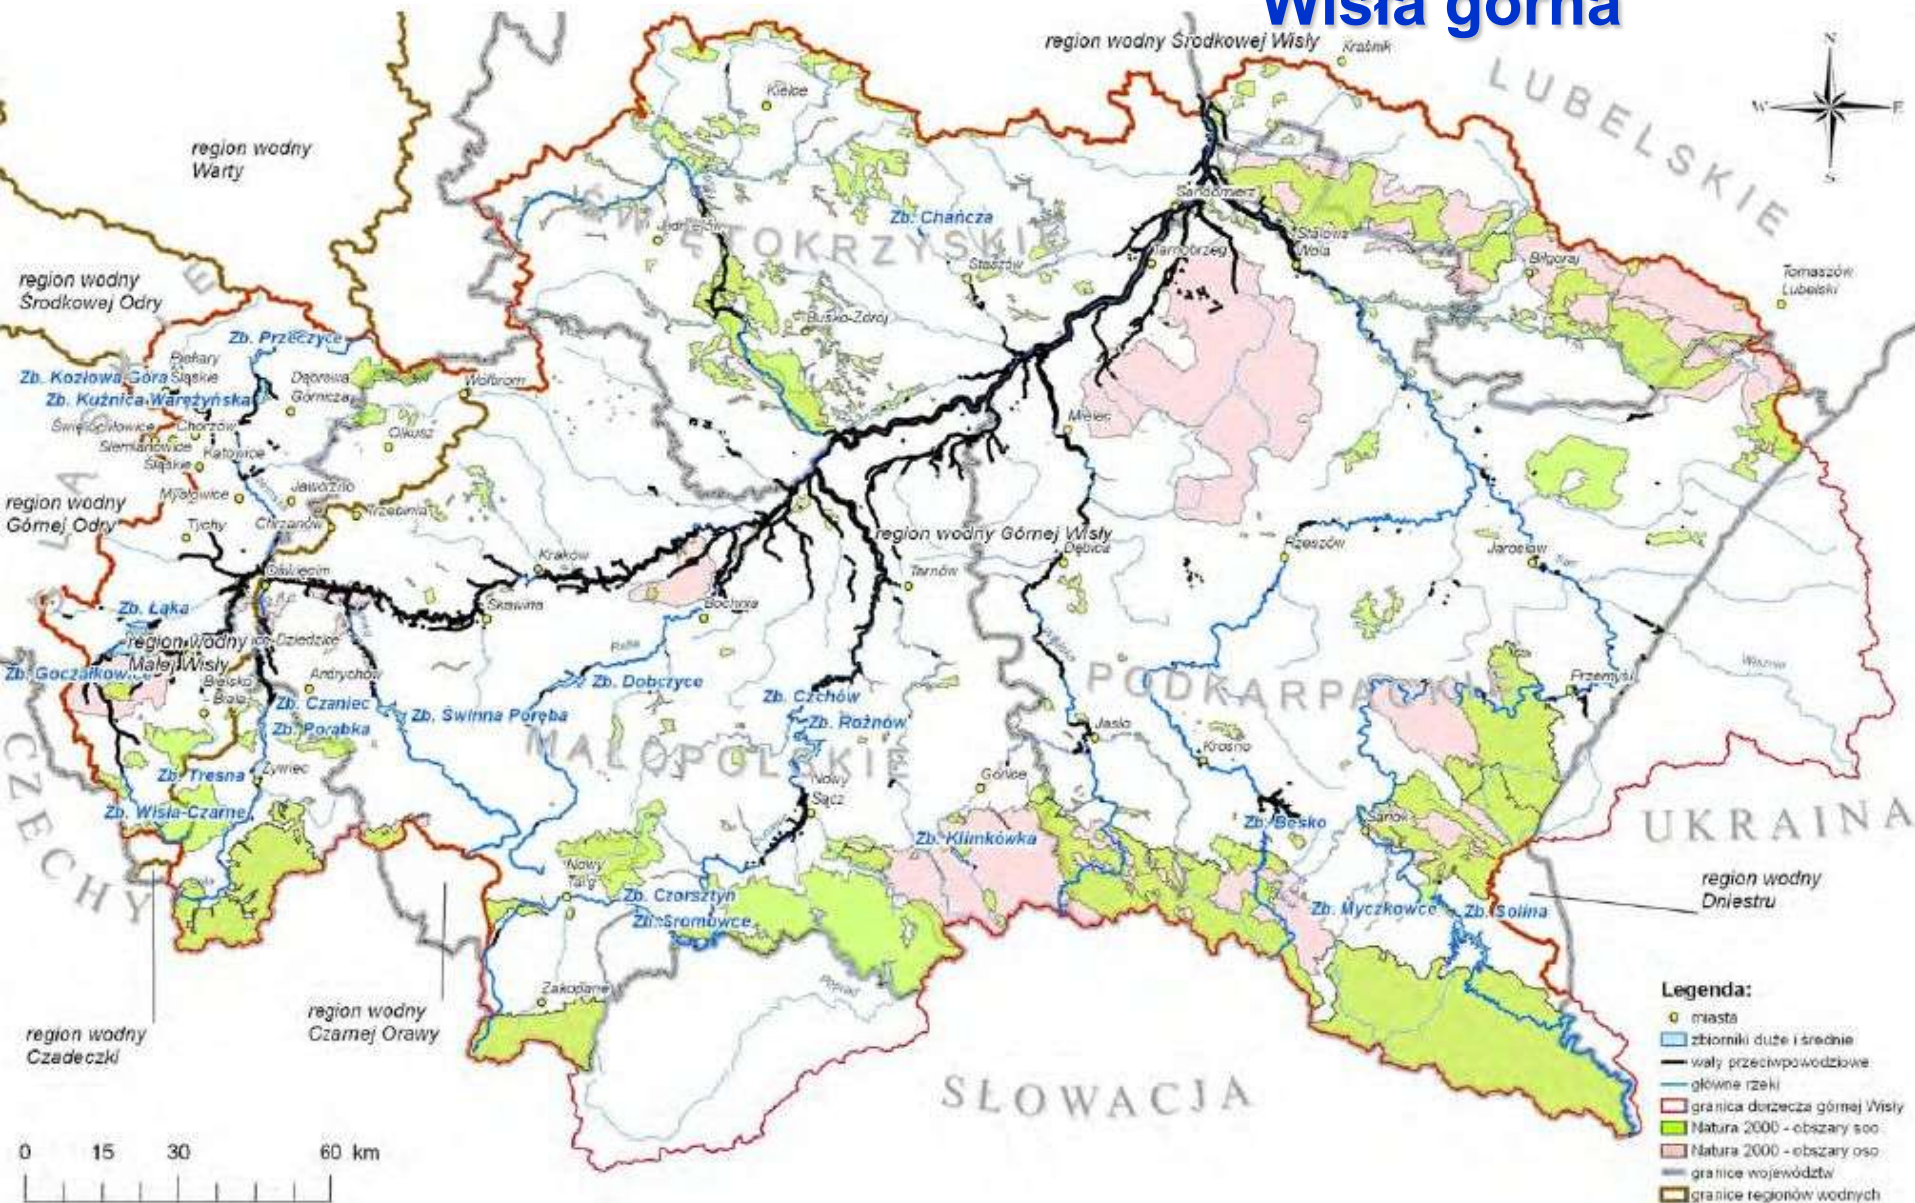 Wisła górna
region wodny Środkowej Wisły
Kraśnik
N
W
E
S
LUBELSKIE
region wodny
Warty
Kielce
Sandomierz
Zb. Chańcza
ŚWIĘTOKRZYSKIE
Jędrzejów
Tarnobrzeg
Stalowa
Wola
Staszów
Biłgoraj
Tomaszów
Lubelski
region wodny
Środkowej Odry
Busko-Zdrój
Zb. Przeczyce
Piekary
Śląskie
Zb. Kozłowa Góra
Zb. Kuźnica Warężyńska
Dąbrowa
Górnicza
Wolbrom
Świętochłowice
Chorzów
Siemianowice
Śląskie
Katowice
Olkusz
Mielec
Mysłowice
Jaworzno
region wodny
Górnej Odry
Tychy
Chrzanów
Trzebinia
region wodny Górnej Wisły
Dębica
Rzeszów
Jarosław
San
Kraków
Oświęcim
Tarnów
Skawina
Bochnia
Zb. Łąka
region wodny
Małej Wisły
ice-Dziedzice
Raba
Zb. Goczałkowice
Bielsko
Biała
Andrychów
Zb. Czaniec
Zb. Porąbka
Zb. Świnna Poręba
Zb. Dobczyce
Zb. Czchów
Zb. Rożnów
PODKARPACKIE
Przemyśl
Wisznia
Jasło
Krosno
MAŁOPOLSKIE
Zb. Tresna
Żywiec
Nowy
Sącz
Gorlice
Zb. Wisła-Czarne
Zb. Klimkówka
Zb. Besko
Sanok
UKRAINA
CZECHY
Nowy
Targ
Zb. Czorsztyn
Zb. Sromowce
Zb. Myczkowce
Zb. Solina
region wodny
Dniestru
Zakopane
Poprad
region wodny
Czadeczki
region wodny
Czarnej Orawy
SŁOWACJA
Legenda:
miasta
zbiorniki duże i średnie
wały przeciwpowodziowe
główne rzeki
granica dorzecza górnej Wisły
Natura 2000 - obszary soo
Natura 2000 - obszary oso
granice województw
granice regionów wodnych
0 15 30 60 km